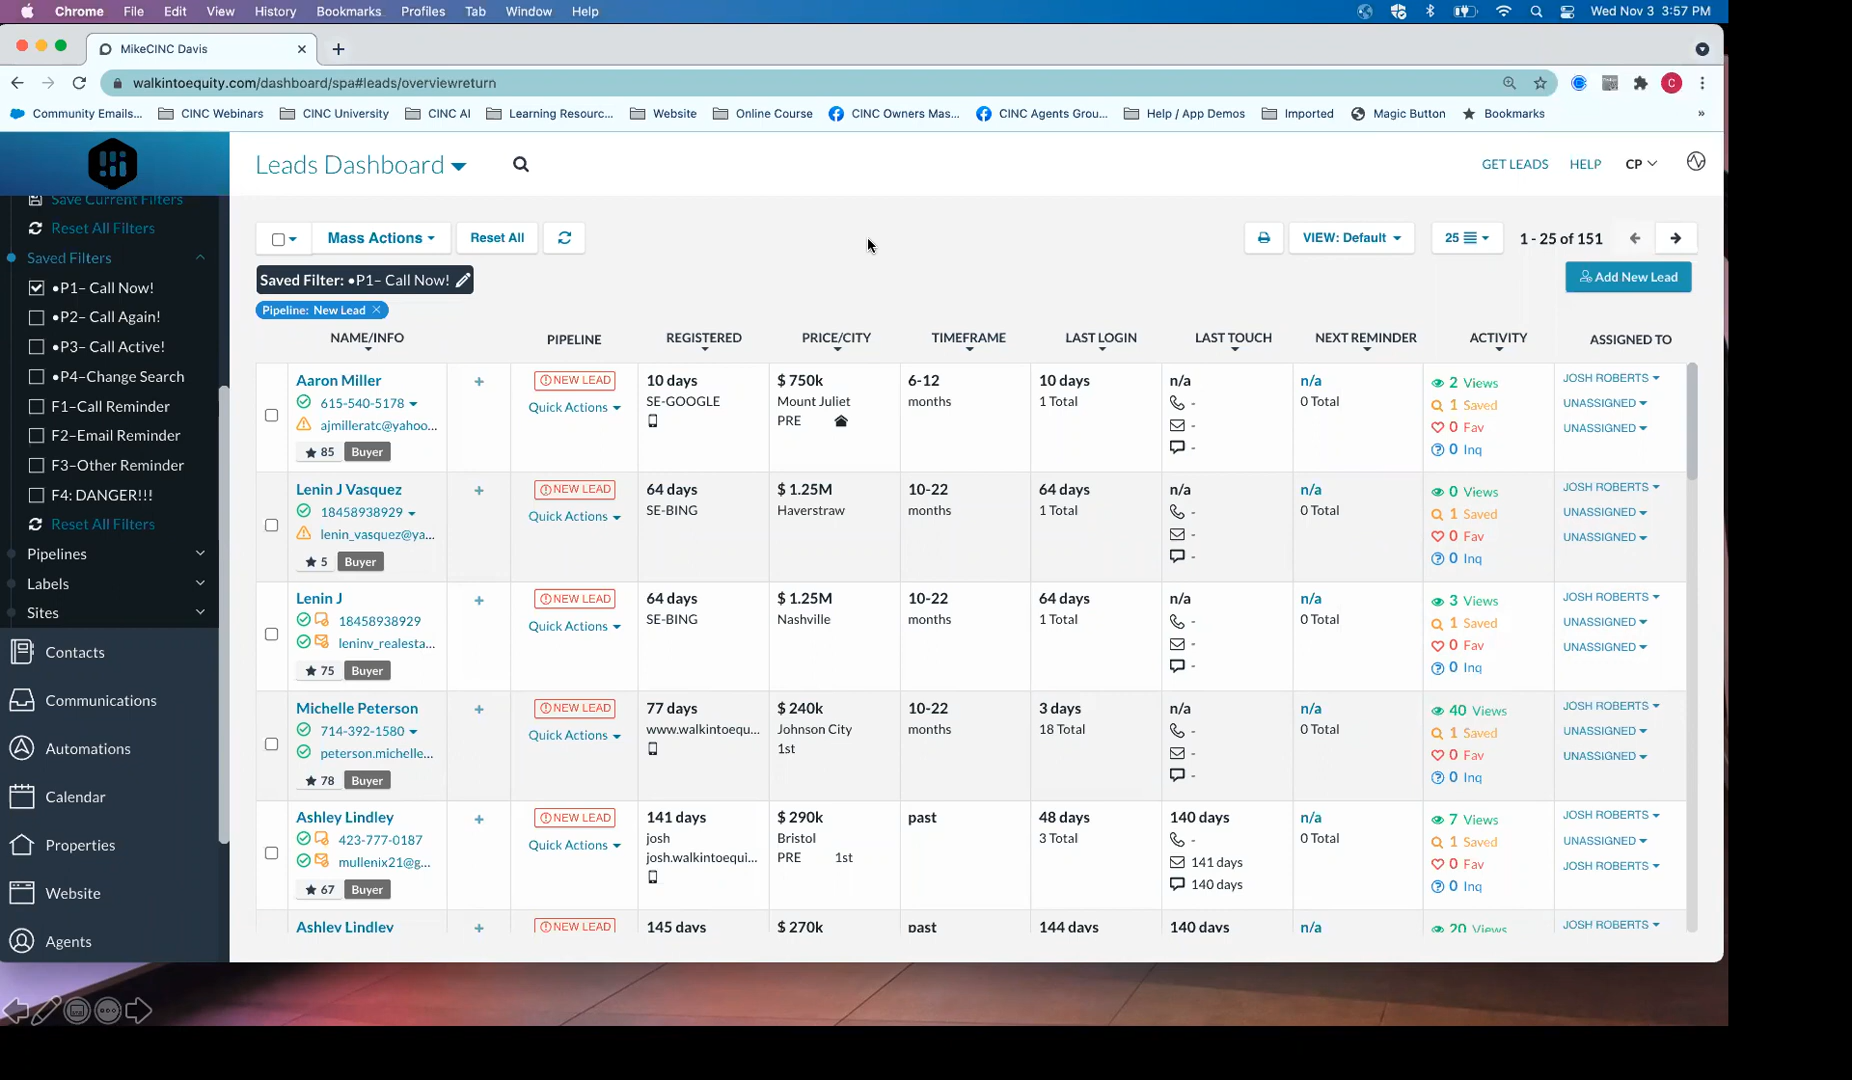 Chrome File Edit View History Bookmarks Profiles Tab Window Help Wed Nov 3 3:57 PM
MikeCINC Davis
walkintoequity.com/dashboard/spa#leads/overviewreturn
C
Community Emails... CINC Webinars CINC University CINC AI Learning Resourc... Website Online Course CINC Owners Mas... CINC Agents Grou... Help / App Demos Imported Magic Button Bookmarks »
Leads Dashboard GET LEADS HELP CP
Save Current Filters
Reset All Filters
Saved Filters
•P1– Call Now!
•P2– Call Again!
•P3– Call Active!
•P4–Change Search
F1–Call Reminder
F2–Email Reminder
F3–Other Reminder
F4: DANGER!!!
Reset All Filters
Pipelines
Labels
Sites
Contacts
Communications
Automations
Calendar
Properties
Website
Agents
Mass Actions Reset All VIEW: Default 25 1 - 25 of 151
Saved Filter: •P1– Call Now! Add New Lead
Pipeline: New Lead ×
NAME/INFO PIPELINE REGISTERED PRICE/CITY TIMEFRAME LAST LOGIN LAST TOUCH NEXT REMINDER ACTIVITY ASSIGNED TO
Aaron Miller + NEW LEAD 10 days $ 750k 6-12 10 days n/a n/a 2 Views JOSH ROBERTS
615-540-5178 Quick Actions SE-GOOGLE Mount Juliet months 1 Total - 0 Total 1 Saved UNASSIGNED
ajmilleratc@yahoo... PRE - 0 Fav UNASSIGNED
85 Buyer - 0 Inq
Lenin J Vasquez + NEW LEAD 64 days $ 1.25M 10-22 64 days n/a n/a 0 Views JOSH ROBERTS
18458938929 Quick Actions SE-BING Haverstraw months 1 Total - 0 Total 1 Saved UNASSIGNED
lenin_vasquez@ya... - 0 Fav UNASSIGNED
5 Buyer - 0 Inq
Lenin J + NEW LEAD 64 days $ 1.25M 10-22 64 days n/a n/a 3 Views JOSH ROBERTS
18458938929 Quick Actions SE-BING Nashville months 1 Total - 0 Total 1 Saved UNASSIGNED
leninv_realesta... - 0 Fav UNASSIGNED
75 Buyer - 0 Inq
Michelle Peterson + NEW LEAD 77 days $ 240k 10-22 3 days n/a n/a 40 Views JOSH ROBERTS
714-392-1580 Quick Actions www.walkintoequ... Johnson City months 18 Total - 0 Total 1 Saved UNASSIGNED
peterson.michelle... 1st - 0 Fav UNASSIGNED
78 Buyer - 0 Inq
Ashley Lindley + NEW LEAD 141 days $ 290k past 48 days 140 days n/a 7 Views JOSH ROBERTS
423-777-0187 Quick Actions josh Bristol 3 Total - 0 Total 1 Saved UNASSIGNED
mullenix21@g... josh.walkintoequi... PRE 1st 141 days 0 Fav JOSH ROBERTS
67 Buyer 140 days 0 Inq
Ashley Lindley + NEW LEAD 145 days $ 270k past 144 days 140 days n/a 20 Views JOSH ROBERTS